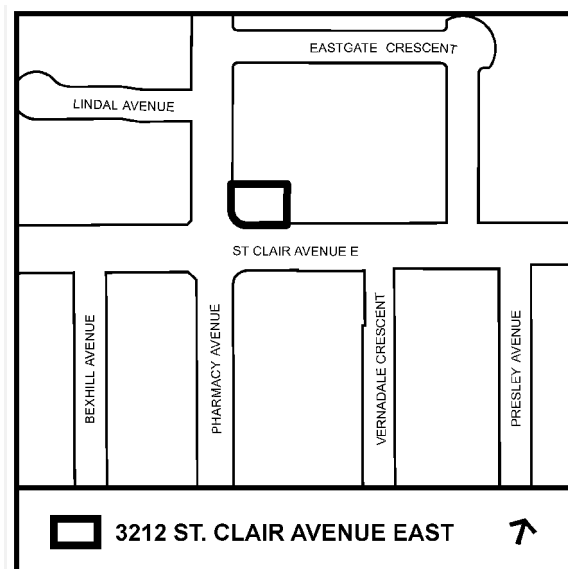 EASTGATE CRESCENT
LINDAL AVENUE
ST CLAIR AVENUE E
BEXHILL AVENUE
PHARMACY AVENUE
VERNADALE CRESCENT
PRESLEY AVENUE
3212 ST. CLAIR AVENUE EAST